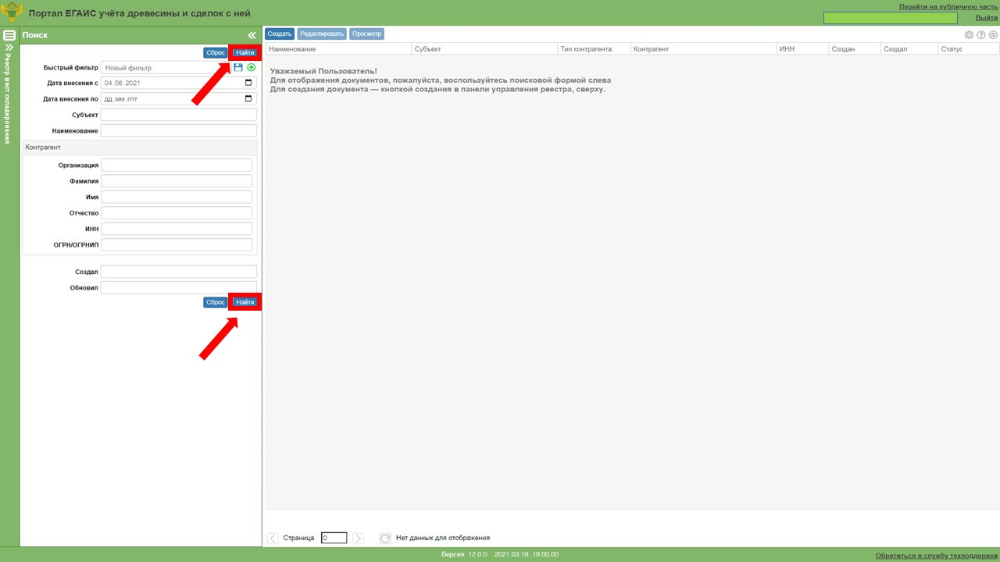 Портал ЕГАИС учёта древесины и сделок с ней
Перейти на публичную часть
Выйти
Реестр мест складирования
Поиск
Сброс Найти
Быстрый фильтр Новый фильтр
Дата внесения с 04.06.2021
Дата внесения по дд.мм.гггг
Субъект
Наименование
Контрагент
Организация
Фамилия
Имя
Отчество
ИНН
ОГРН/ОГРНИП
Создал
Обновил
Сброс Найти
Создать Редактировать Просмотр
Наименование Субъект Тип контрагента Контрагент ИНН Создан Создал Статус
Уважаемый Пользователь!
Для отображения документов, пожалуйста, воспользуйтесь поисковой формой слева
Для создания документа — кнопкой создания в панели управления реестра, сверху.
Страница 0 Нет данных для отображения
Версия: 12.0.0 2021.03.19..19.00.00
Обратиться в службу техподдержки